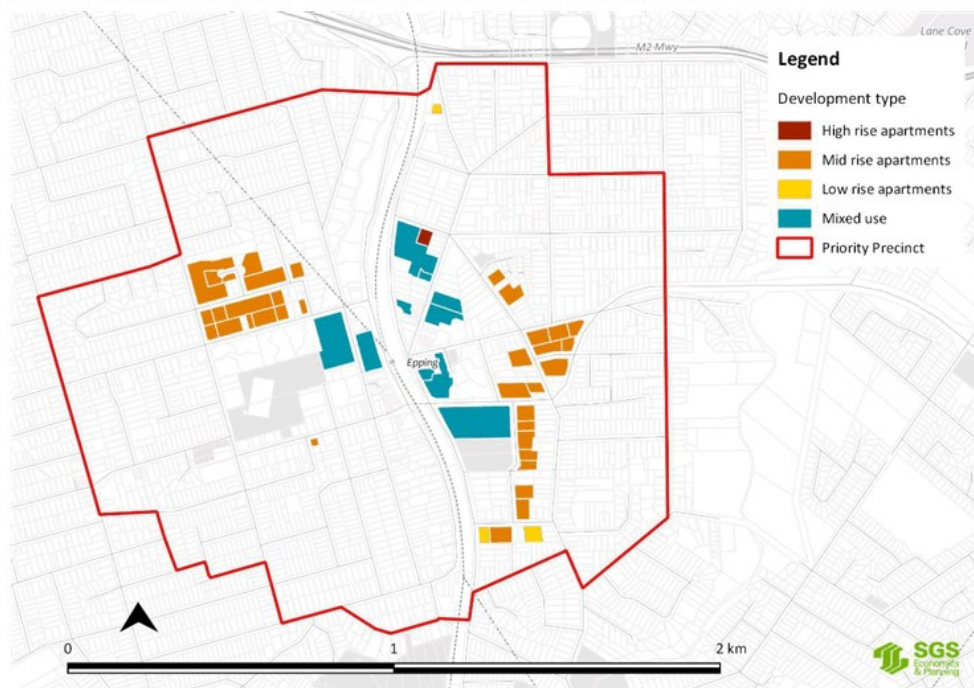 Lane Cove
M2 Mwy
Legend
Development type
High rise apartments
Mid rise apartments
Low rise apartments
Mixed use
Priority Precinct
Epping
0
1
2 km
SGS
Economics
& Planning